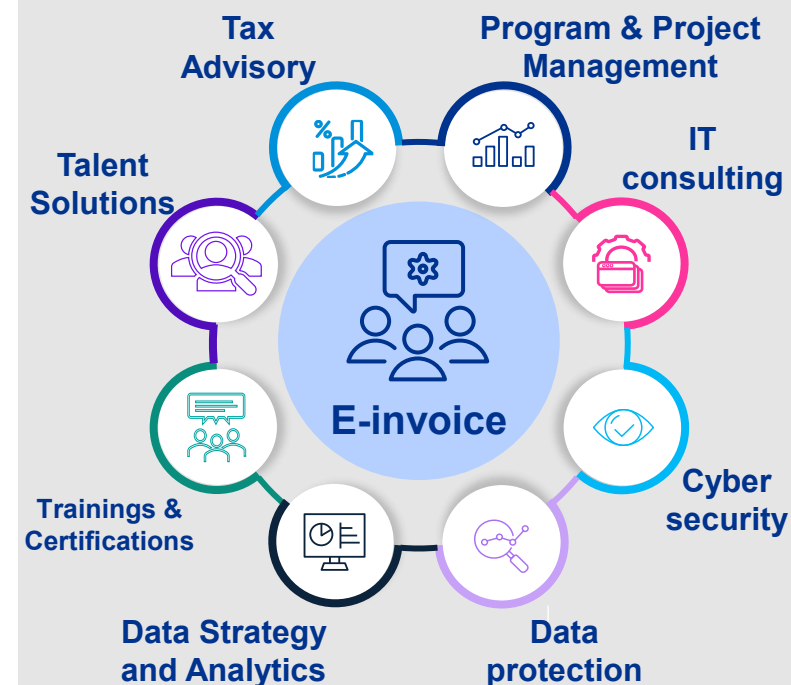 Tax
Advisory
Program & Project
Management
Talent
Solutions
IT
consulting
%
E-invoice
Trainings &
Certifications
Cyber
security
Data Strategy
and Analytics
Data
protection